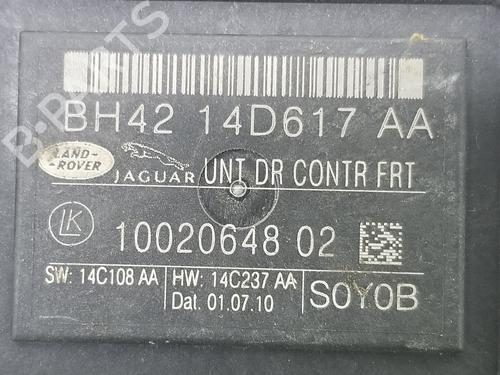 BH42 14D617 AA
LAND-
ROVER
JAGUAR
UNT DR CONTR FRT
LK
10020648 02
SW: 14C108 AA
HW: 14C237 AA
Dat. 01.07.10
S0Y0B
B-PARTS